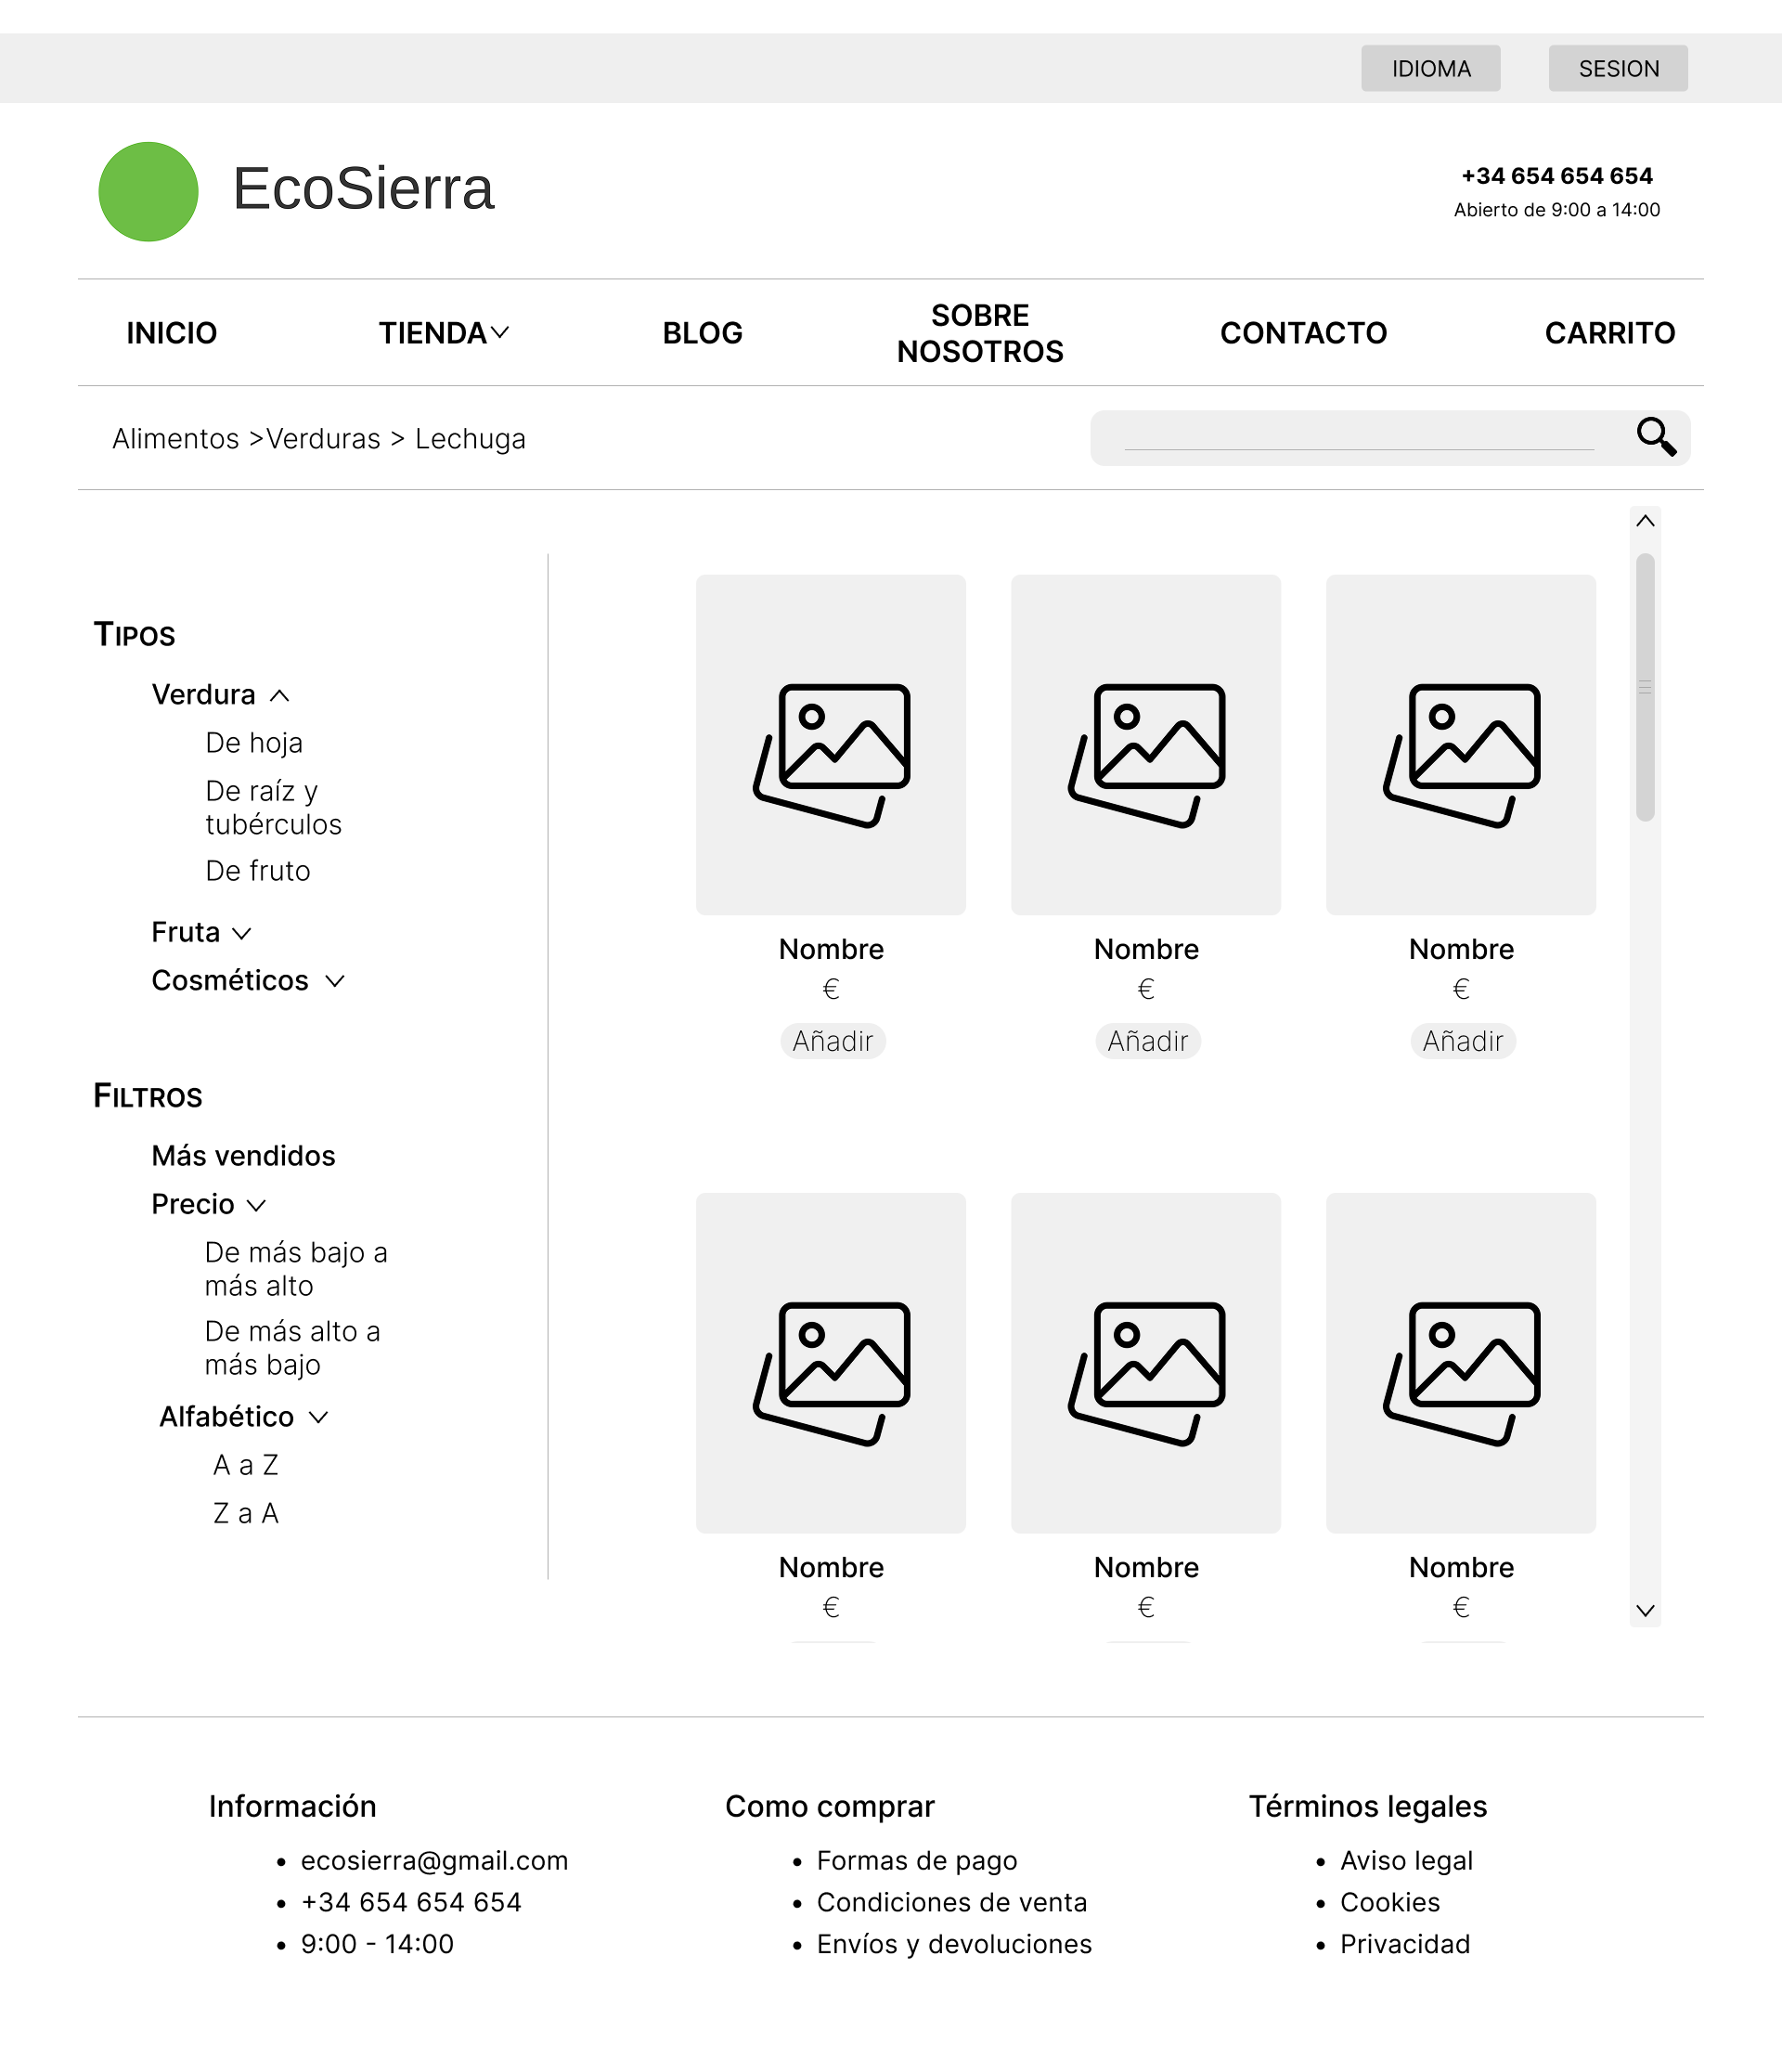 IDIOMA SESION
EcoSierra
+34 654 654 654
Abierto de 9:00 a 14:00
INICIO TIENDA BLOG SOBRE NOSOTROS CONTACTO CARRITO
Alimentos >Verduras > Lechuga
TIPOS
Verdura
De hoja
De raíz y
tubérculos
De fruto
Fruta
Cosméticos
FILTROS
Más vendidos
Precio
De más bajo a
más alto
De más alto a
más bajo
Alfabético
A a Z
Z a A
Nombre Nombre Nombre
€ € €
Añadir Añadir Añadir
Nombre Nombre Nombre
€ € €
Información
• ecosierra@gmail.com
• +34 654 654 654
• 9:00 - 14:00
Como comprar
• Formas de pago
• Condiciones de venta
• Envíos y devoluciones
Términos legales
• Aviso legal
• Cookies
• Privacidad